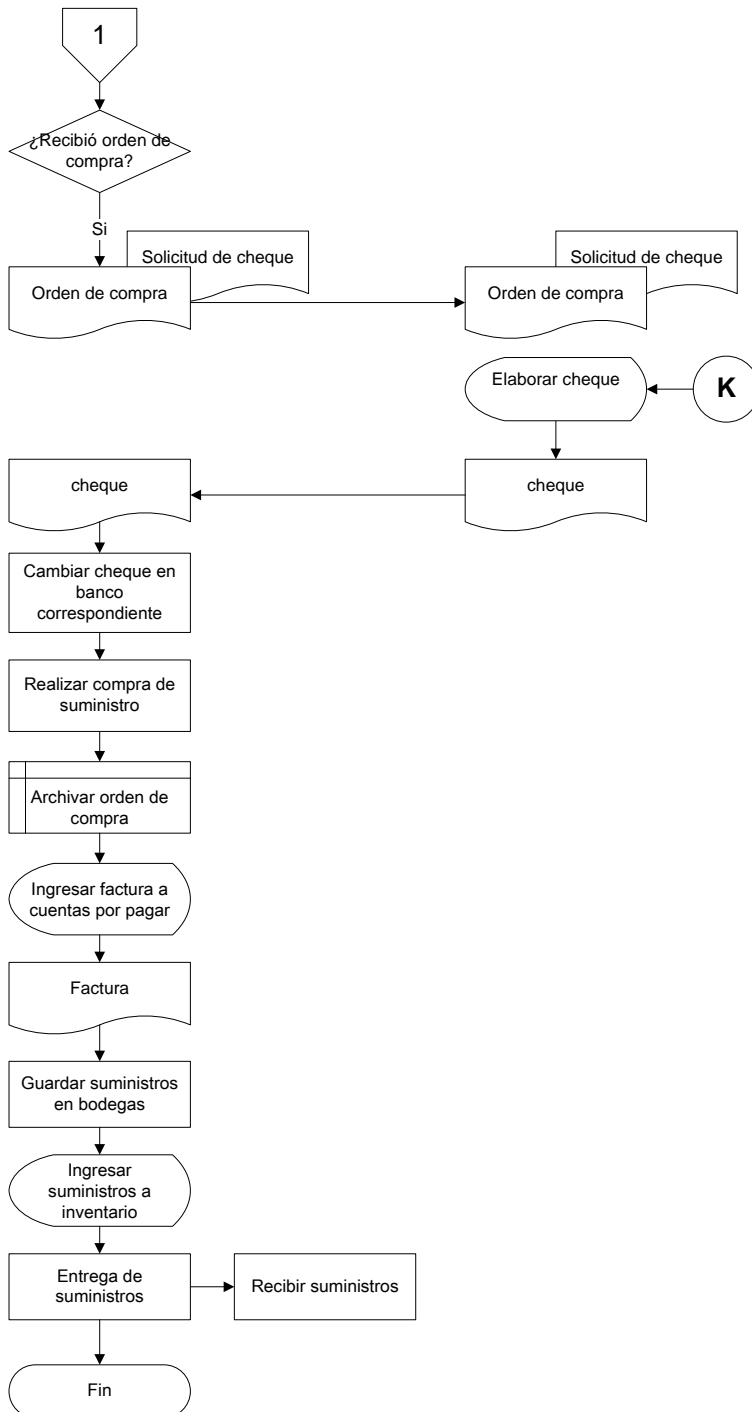 1
¿Recibió orden de
compra?
Si
Solicitud de cheque
Solicitud de cheque
Orden de compra
Orden de compra
Elaborar cheque
K
cheque
cheque
Cambiar cheque en
banco
correspondiente
Realizar compra de
suministro
Archivar orden de
compra
Ingresar factura a
cuentas por pagar
Factura
Guardar suministros
en bodegas
Ingresar
suministros a
inventario
Entrega de
suministros
Recibir suministros
Fin